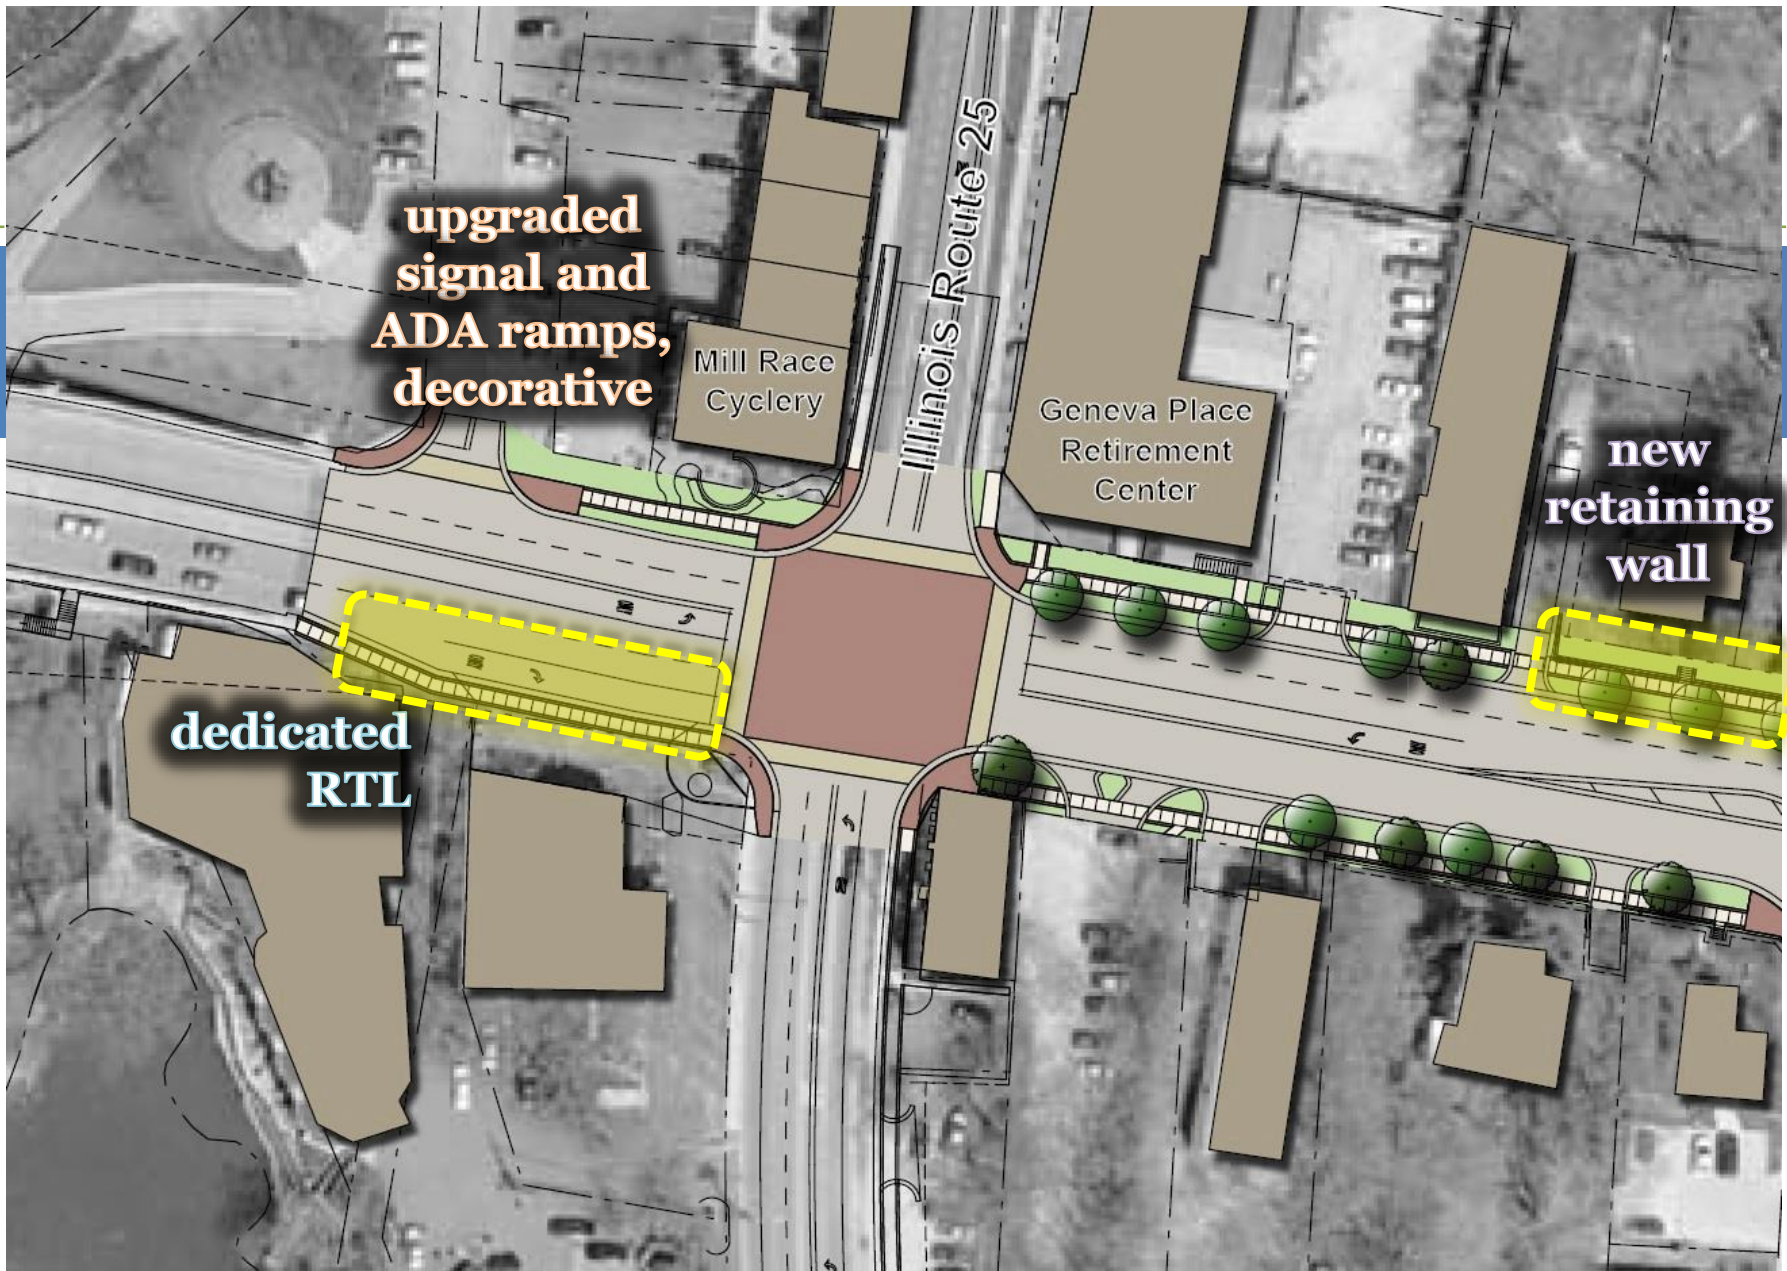 upgraded
signal and
ADA ramps,
decorative
Illinois Route 25
Mill Race
Cyclery
Geneva Place
Retirement
Center
new
retaining
wall
dedicated
RTL